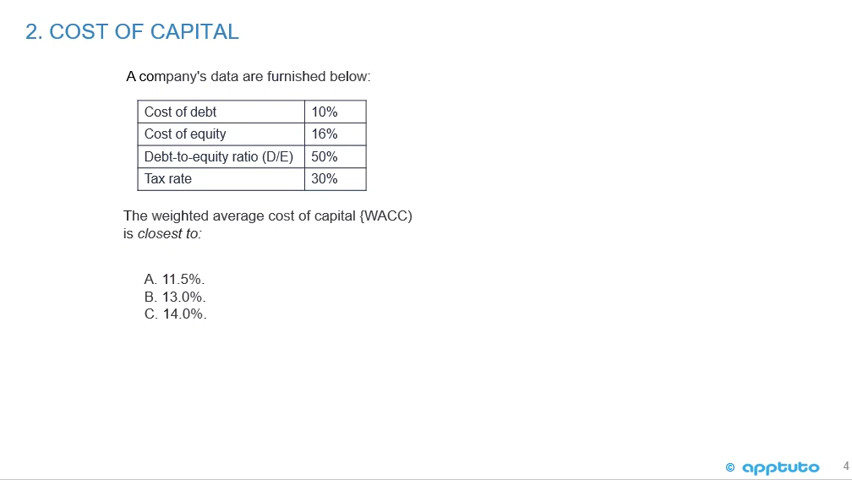 2. COST OF CAPITAL
A company's data are furnished below:
Cost of debt 10%
Cost of equity 16%
Debt-to-equity ratio (D/E) 50%
Tax rate 30%
The weighted average cost of capital {WACC)
is closest to:
A. 11.5%.
B. 13.0%.
C. 14.0%.
© apptuto 4